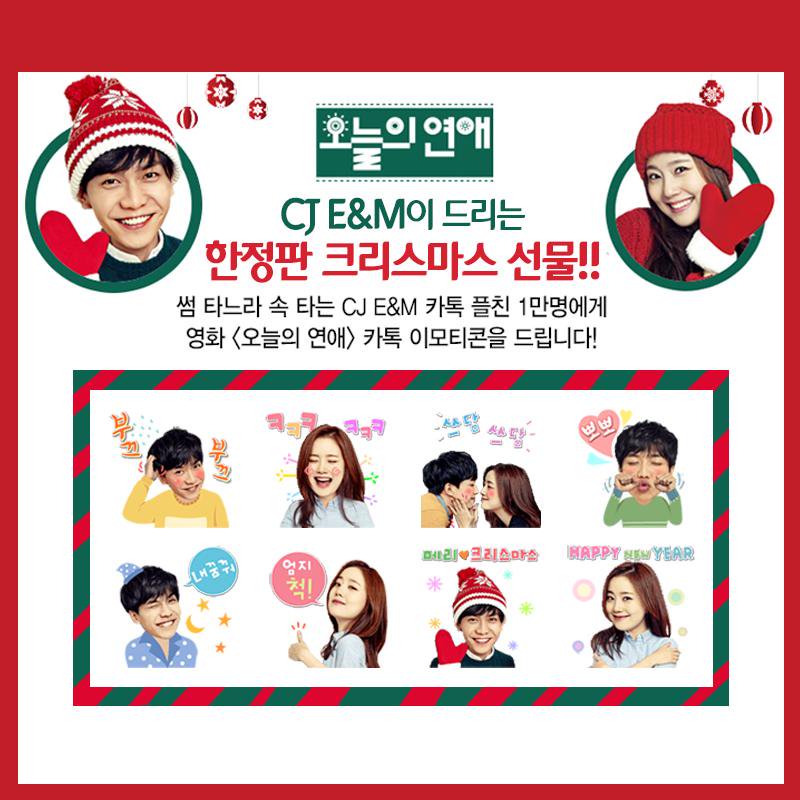 오늘의 연애
CJ E&M이 드리는
한정판 크리스마스 선물!!
썸 타느라 속 타는 CJ E&M 카톡 플친 1만명에게
영화 <오늘의 연애> 카톡 이모티콘을 드립니다!
부끄
부끄
ㅋㅋㅋ
ㅋㅋㅋ
쓰담
쓰담
뽀뽀
내꿈꿔
엄지
척!
메리♥크리스마스
HAPPY NEW YEAR